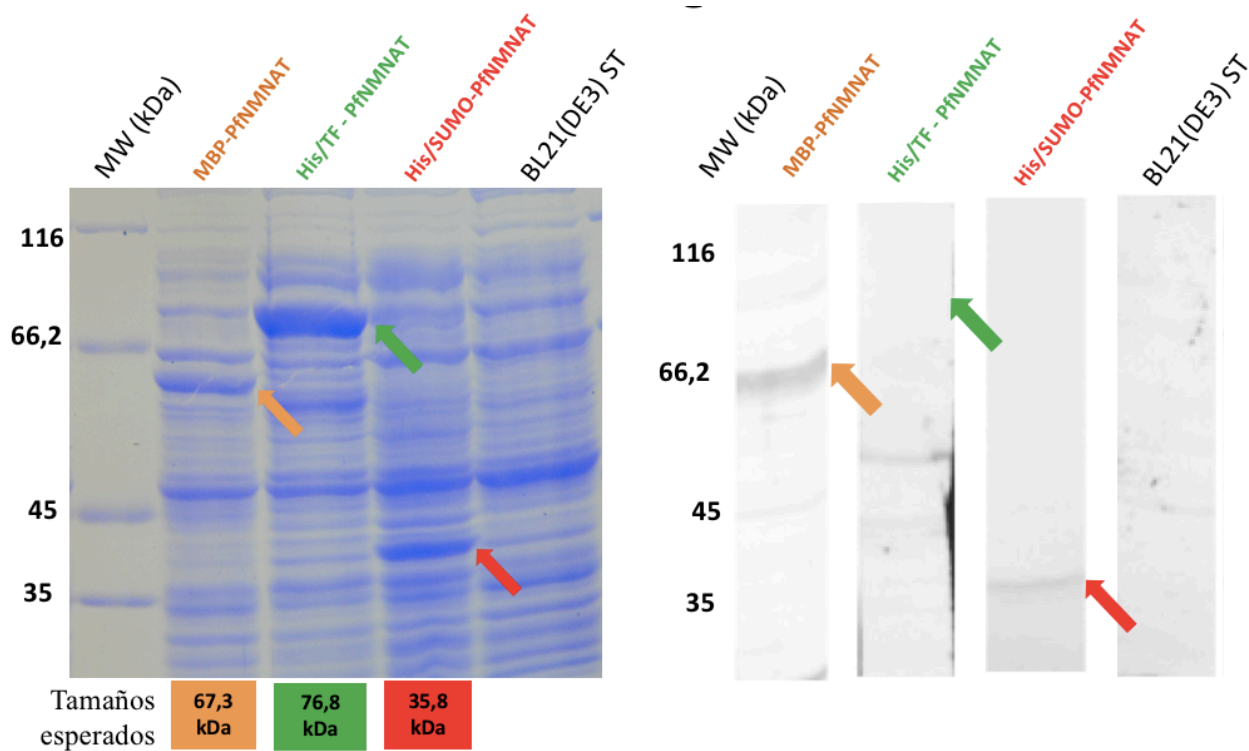 MW (kDa)
MBP-PfNMNAT
His/TF - PfNMNAT
His/SUMO-PfNMNAT
BL21(DE3) ST
116
66,2
45
35
Tamaños
esperados
67,3
kDa
76,8
kDa
35,8
kDa
MW (kDa)
MBP-PfNMNAT
His/TF - PfNMNAT
His/SUMO-PfNMNAT
BL21(DE3) ST
116
66,2
45
35